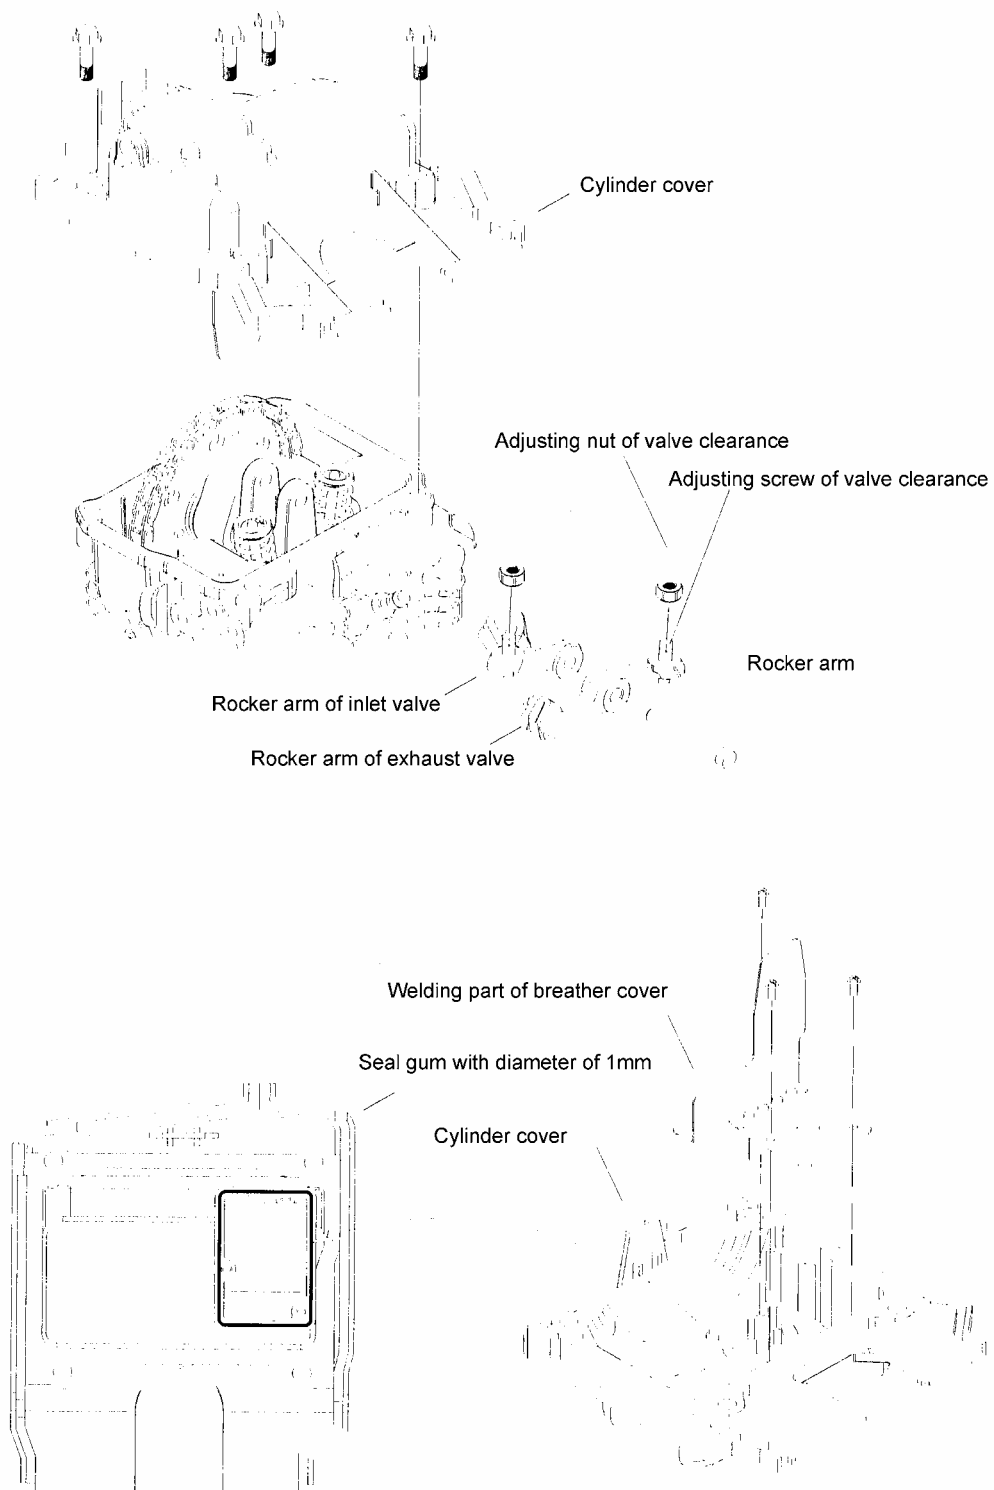 Cylinder cover
Adjusting nut of valve clearance
Adjusting screw of valve clearance
Rocker arm
Rocker arm of inlet valve
Rocker arm of exhaust valve
Welding part of breather cover
Seal gum with diameter of 1mm
Cylinder cover